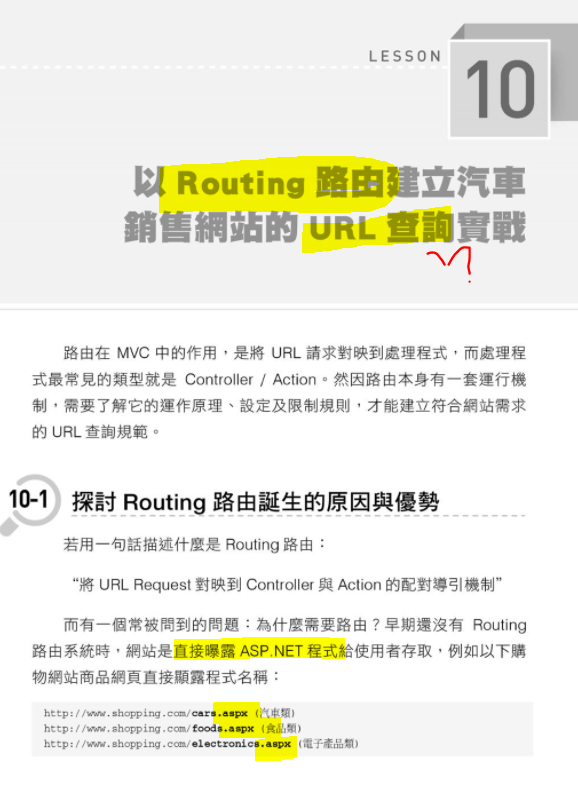 LESSON 10
以 Routing 路由建立汽車
銷售網站的 URL 查詢實戰
路由在 MVC 中的作用，是將 URL 請求對映到處理程式，而處理程
式最常見的類型就是 Controller / Action。然因路由本身有一套運行機
制，需要了解它的運作原理、設定及限制規則，才能建立符合網站需求
的 URL 查詢規範。
10-1 探討 Routing 路由誕生的原因與優勢
若用一句話描述什麼是 Routing 路由：
“將 URL Request 對映到 Controller 與 Action 的配對導引機制”
而有一個常被問到的問題：為什麼需要路由？早期還沒有 Routing
路由系統時，網站是直接曝露 ASP.NET 程式給使用者存取，例如以下購
物網站商品網頁直接顯露程式名稱：
http://www.shopping.com/cars.aspx (汽車類)
http://www.shopping.com/foods.aspx (食品類)
http://www.shopping.com/electronics.aspx (電子產品類)